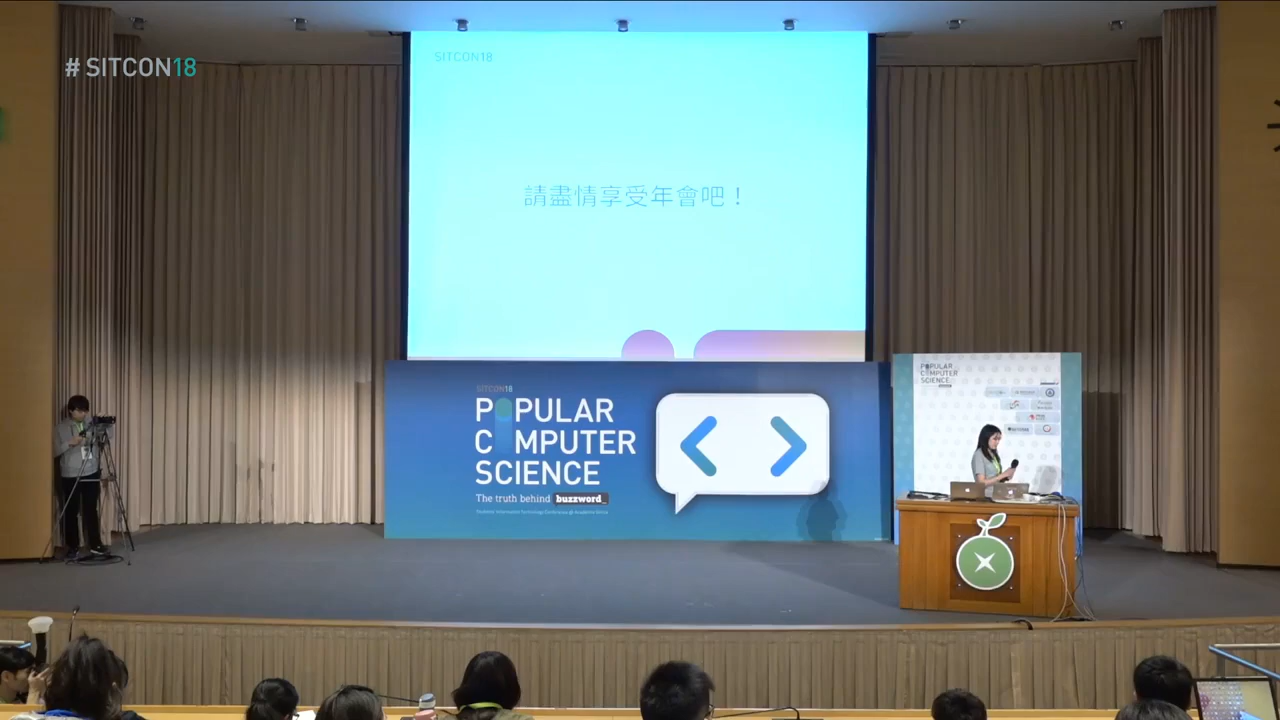 # SITCON18
SITCON18
請盡情享受年會吧！
SITCON18
POPULAR
COMPUTER
SCIENCE
The truth behind buzzword_
POPULAR
COMPUTER
SCIENCE